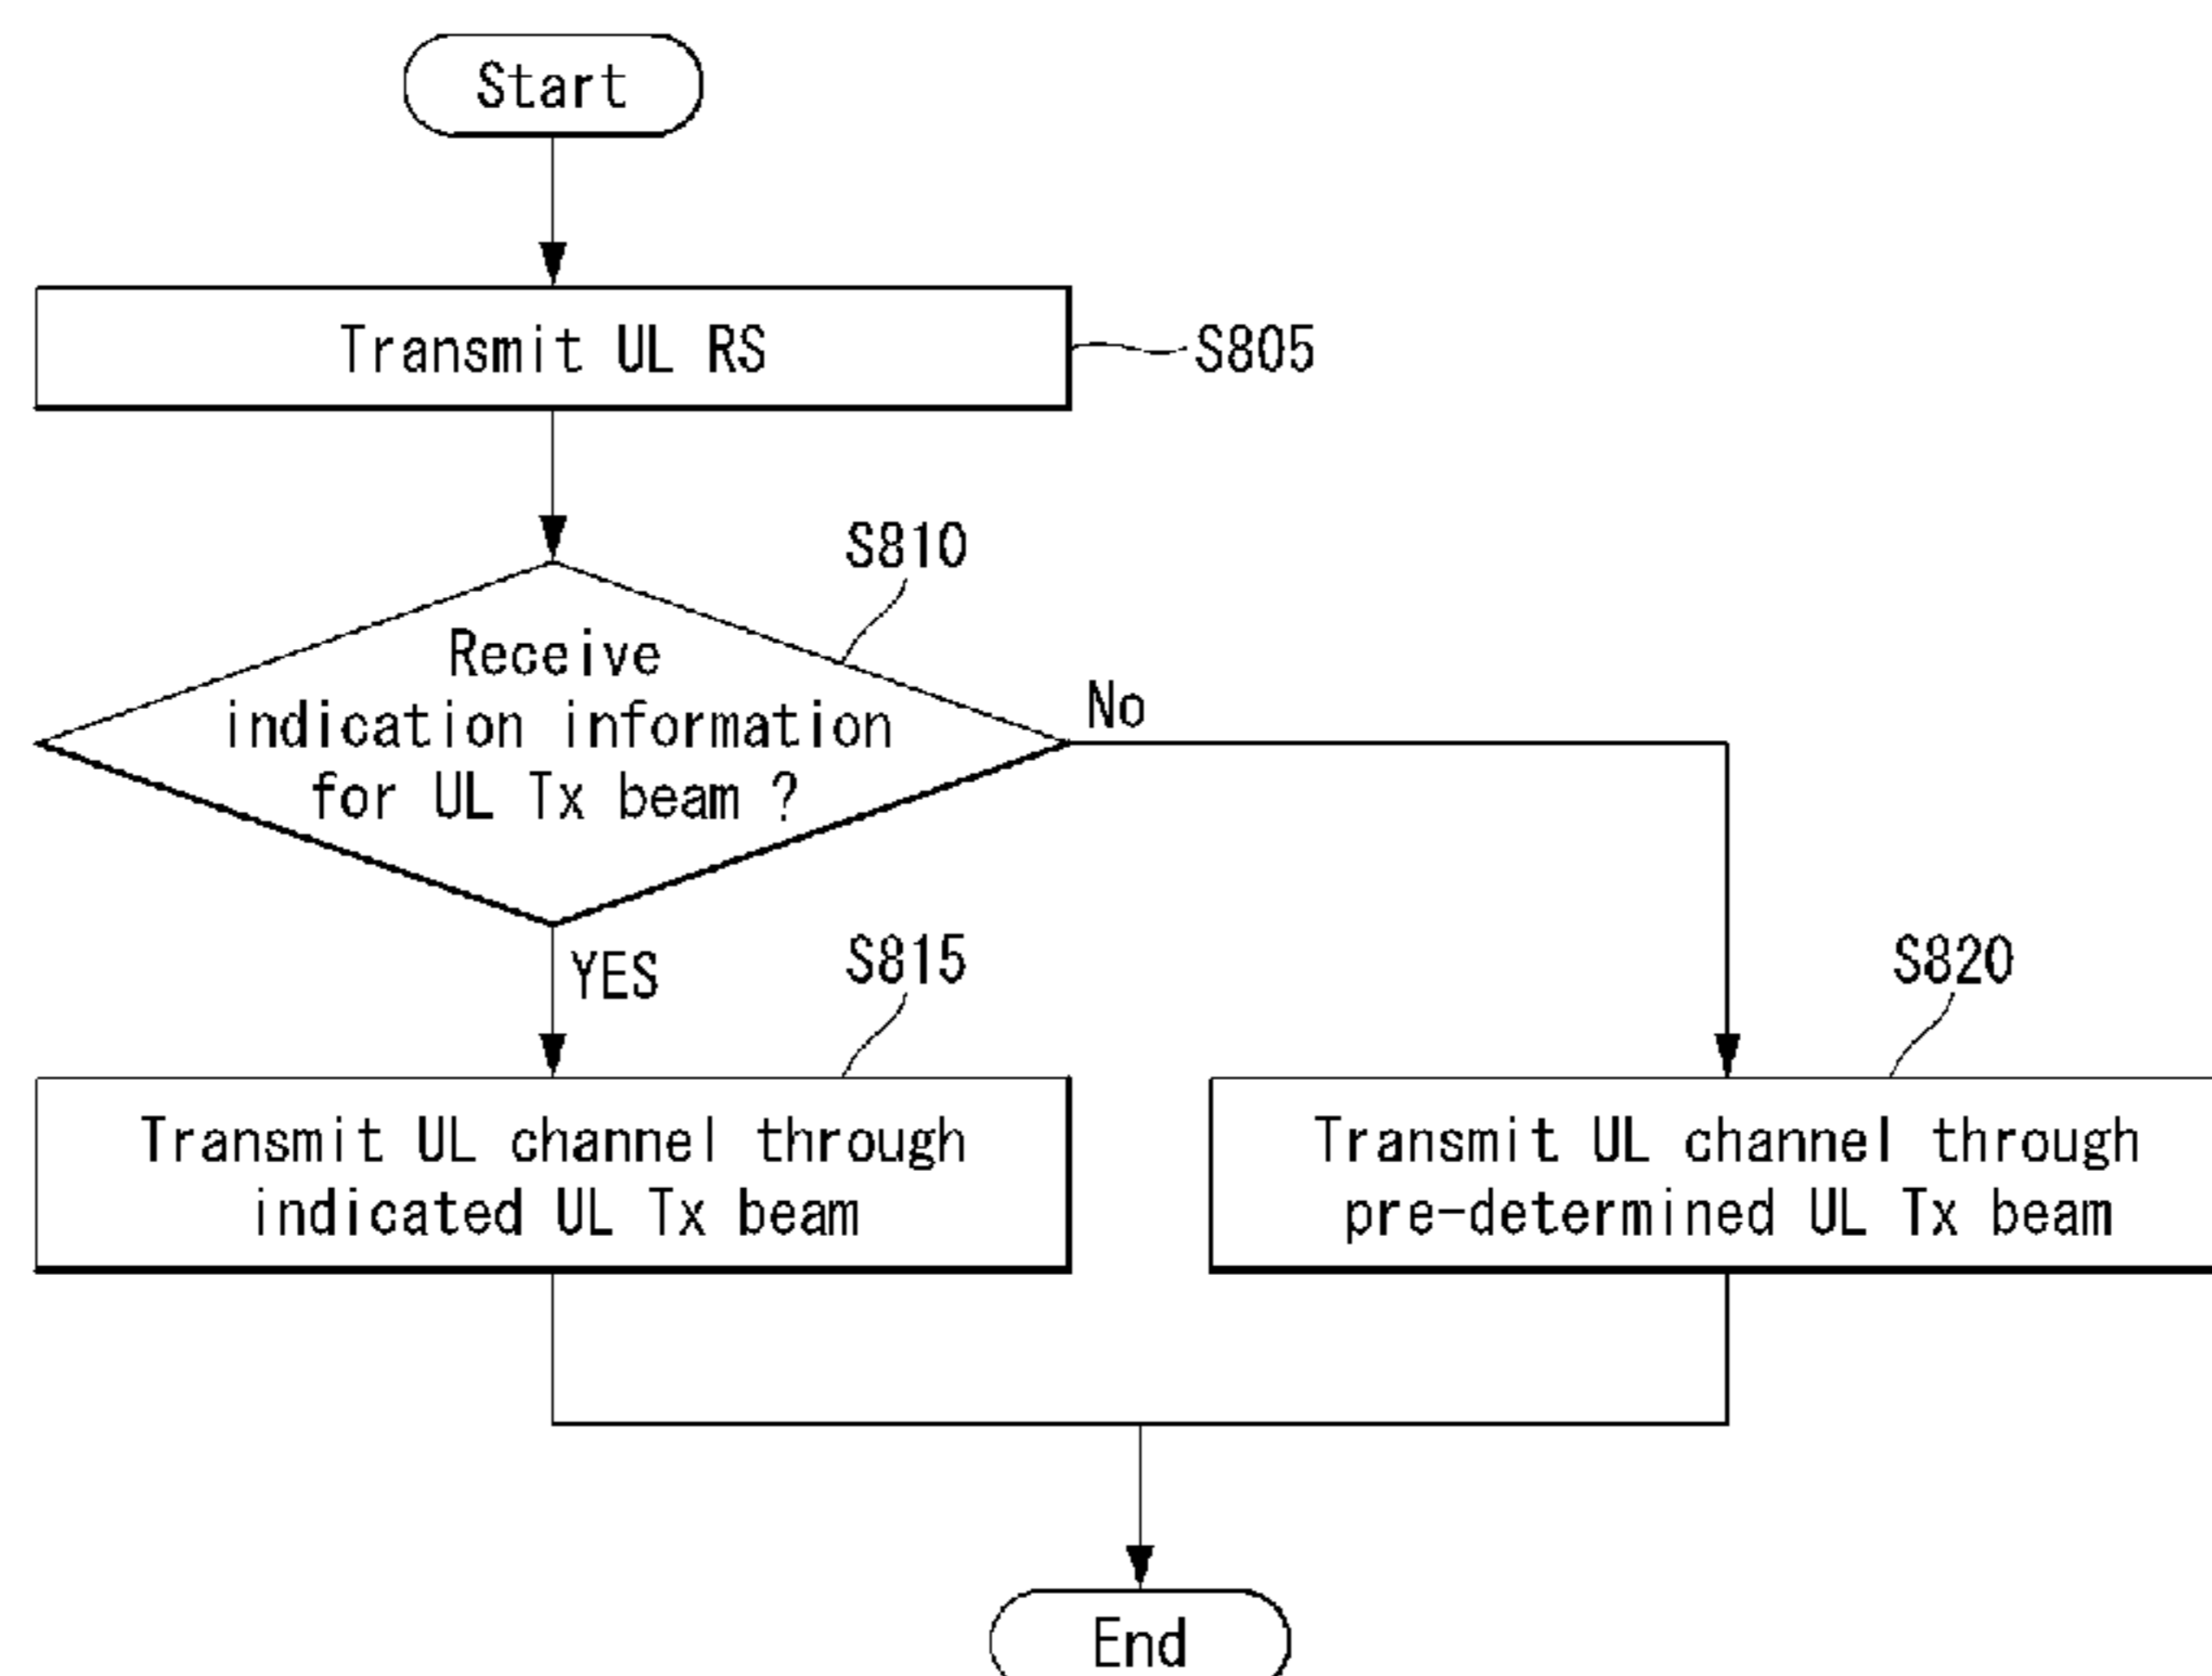 Start
Transmit UL RS
S805
S810
Receive
indication information
for UL Tx beam ?
No
YES
S815
S820
Transmit UL channel through
indicated UL Tx beam
Transmit UL channel through
pre-determined UL Tx beam
End